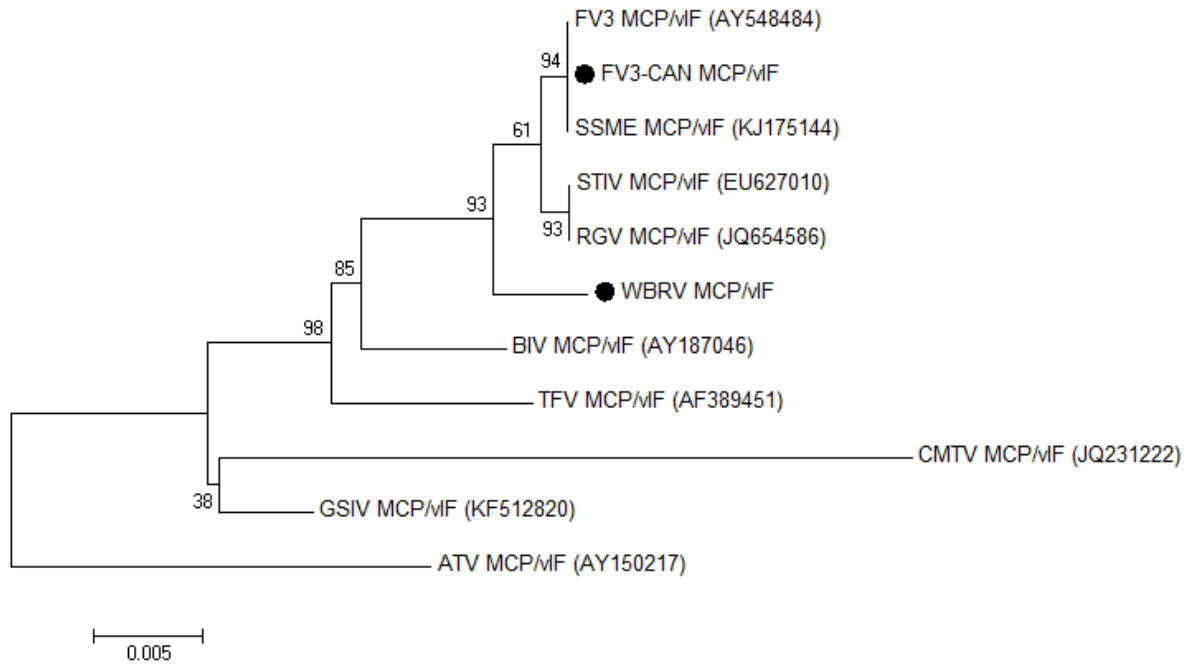 FV3 MCP/vIF (AY548484)
94
FV3-CAN MCP/vIF
SSME MCP/vIF (KJ175144)
61
STIV MCP/vIF (EU627010)
93
93
RGV MCP/vIF (JQ654586)
85
WBRV MCP/vIF
98
BIV MCP/vIF (AY187046)
TFV MCP/vIF (AF389451)
CMTV MCP/vIF (JQ231222)
38
GSIV MCP/vIF (KF512820)
ATV MCP/vIF (AY150217)
0.005